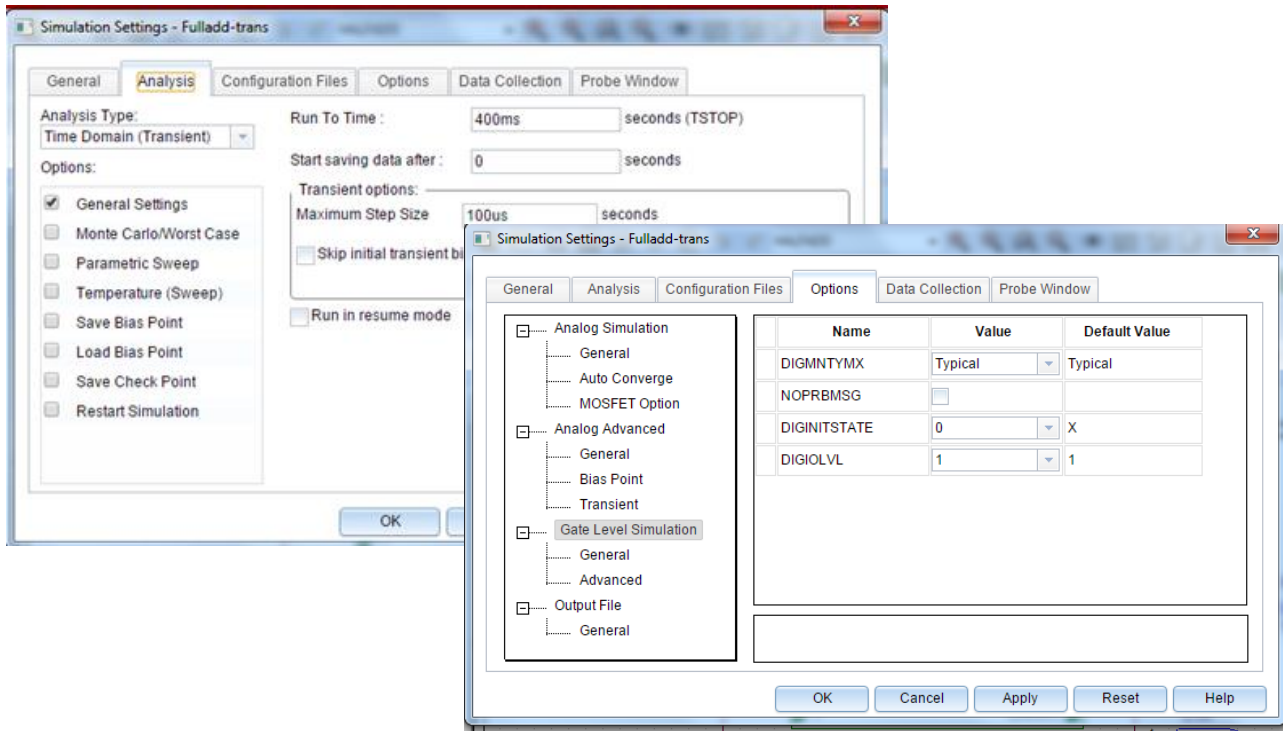 Simulation Settings - Fulladd-trans
General Analysis Configuration Files Options Data Collection Probe Window
Analysis Type:
Time Domain (Transient)
Options:
General Settings
Monte Carlo/Worst Case
Parametric Sweep
Temperature (Sweep)
Save Bias Point
Load Bias Point
Save Check Point
Restart Simulation
Run To Time : 400ms seconds (TSTOP)
Start saving data after : 0 seconds
Transient options:
Maximum Step Size 100us seconds
Skip initial transient bi
Run in resume mode
OK
Simulation Settings - Fulladd-trans
General Analysis Configuration Files Options Data Collection Probe Window
Analog Simulation
General
Auto Converge
MOSFET Option
Analog Advanced
General
Bias Point
Transient
Gate Level Simulation
General
Advanced
Output File
General
Name Value Default Value
DIGMNTYMX Typical Typical
NOPRBMSG
DIGINITSTATE 0 X
DIGIOLVL 1 1
OK Cancel Apply Reset Help